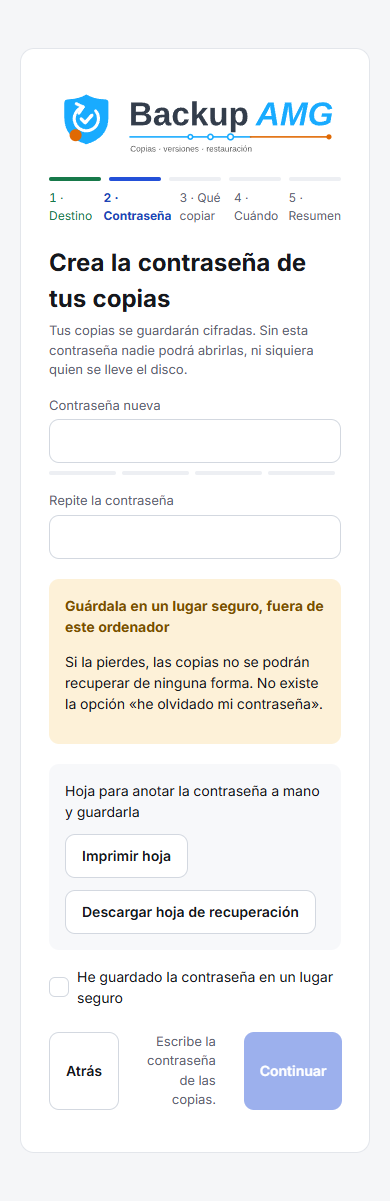 Backup AMG
Copias · versiones · restauración
1 · Destino
2 · Contraseña
3 · Qué copiar
4 · Cuándo
5 · Resumen
Crea la contraseña de
tus copias
Tus copias se guardarán cifradas. Sin esta
contraseña nadie podrá abrirlas, ni siquiera
quien se lleve el disco.
Contraseña nueva
Repite la contraseña
Guárdala en un lugar seguro, fuera de
este ordenador
Si la pierdes, las copias no se podrán
recuperar de ninguna forma. No existe
la opción «he olvidado mi contraseña».
Hoja para anotar la contraseña a mano
y guardarla
Imprimir hoja
Descargar hoja de recuperación
He guardado la contraseña en un lugar
seguro
Atrás
Escribe la
contraseña
de las
copias.
Continuar